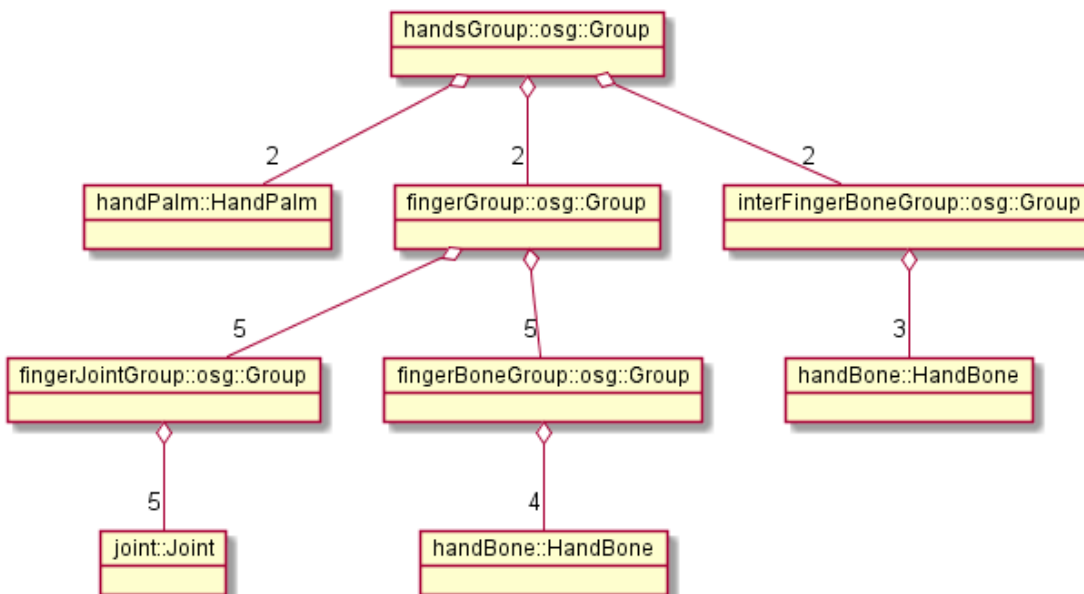 handsGroup::osg::Group
2
2
2
handPalm::HandPalm
fingerGroup::osg::Group
interFingerBoneGroup::osg::Group
5
5
3
fingerJointGroup::osg::Group
fingerBoneGroup::osg::Group
handBone::HandBone
5
4
joint::Joint
handBone::HandBone